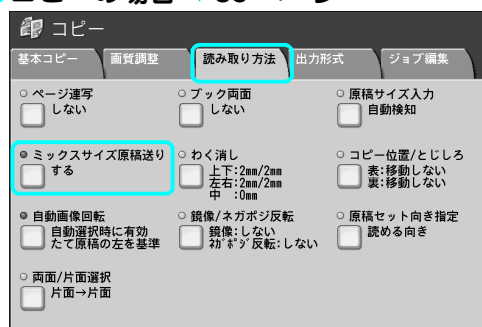 コピー
基本コピー 画質調整 読み取り方法 出力形式 ジョブ編集
ページ連写 ブック両面 原稿サイズ入力
しない しない 自動検知
ミックスサイズ原稿送り わく消し コピー位置/とじしろ
する 上下:2mm/2mm 表:移動しない
左右:2mm/2mm 裏:移動しない
中 :0mm
自動画像回転 鏡像/ネガポジ反転 原稿セット向き指定
自動選択時に有効 鏡像:しない 読める向き
たて原稿の左を基準 ネガポジ反転:しない
両面/片面選択
片面→片面